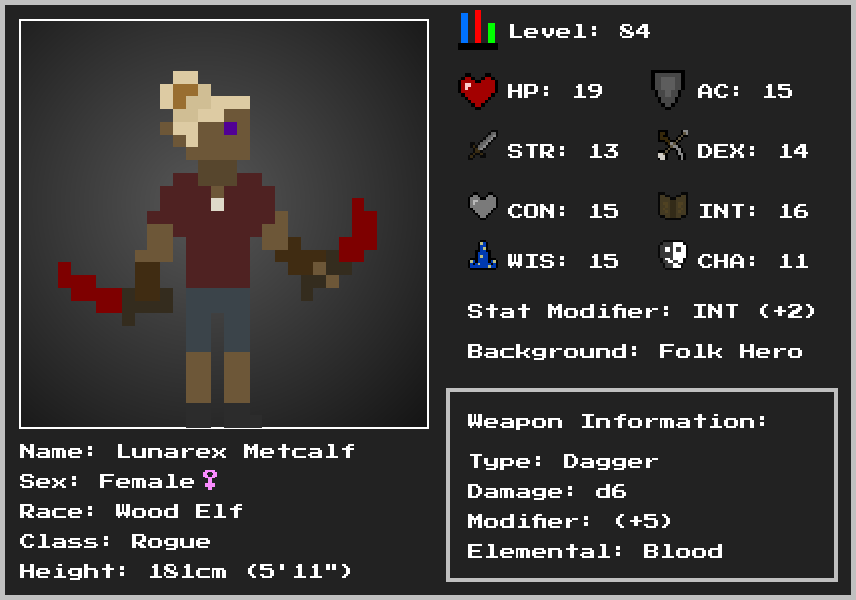 Level: 84
HP: 19 AC: 15
STR: 13 DEX: 14
CON: 15 INT: 16
WIS: 15 CHA: 11
Stat Modifier: INT (+2)
Background: Folk Hero
Weapon Information:
Type: Dagger
Damage: d6
Modifier: (+5)
Elemental: Blood
Name: Lunarex Metcalf
Sex: Female♀
Race: Wood Elf
Class: Rogue
Height: 181cm (5'11")